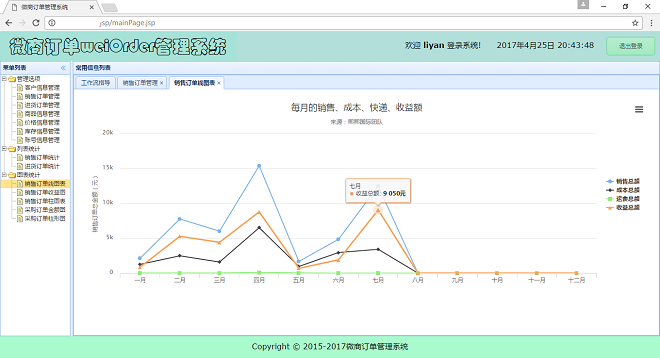 微商订单管理系统
jsp/mainPage.jsp
微商订单weiOrder管理系统
欢迎 liyan 登录系统! 2017年4月25日 20:43:48
退出登录
菜单列表
管理选项
客户信息管理
销售订单管理
进货订单管理
商品信息管理
价格信息管理
库存信息管理
账号信息管理
列表统计
销售订单统计
进货订单统计
图表统计
销售订单线图表
销售订单收益图
销售订单柱图表
采购订单金额图
采购订单柱形图
常用信息列表
工作流指导
销售订单管理
销售订单线图表
每月的销售、成本、快递、收益额
来源：熊熊国际团队
销售订单年金额（元）
20k
15k
10k
5k
0
七月
收益总额: 9 050元
一月 二月 三月 四月 五月 六月 七月 八月 九月 十月 十一月 十二月
销售总额
成本总额
运费总额
收益总额
Copyright © 2015-2017微商订单管理系统